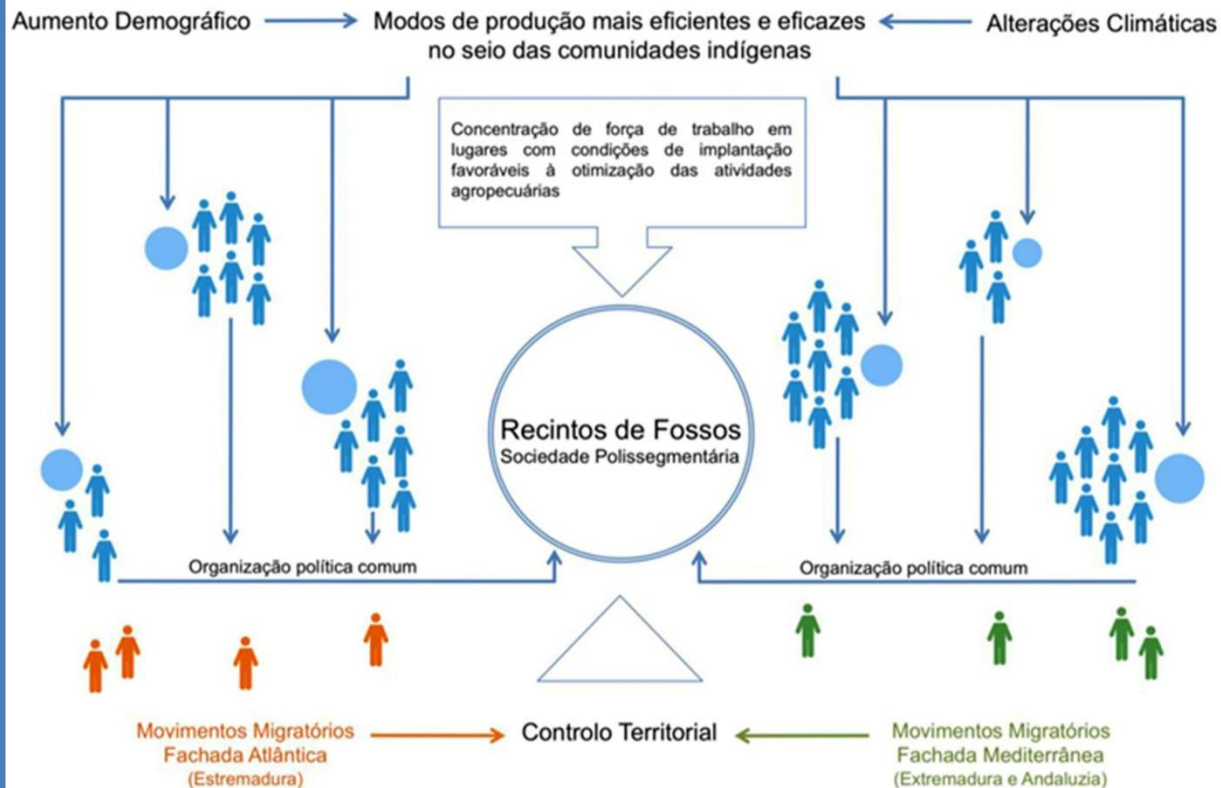 Aumento Demográfico
Modos de produção mais eficientes e eficazes
no seio das comunidades indígenas
Alterações Climáticas
Concentração de força de trabalho em
lugares com condições de implantação
favoráveis à otimização das atividades
agropecuárias
Recintos de Fossos
Sociedade Polissegmentária
Organização política comum
Organização política comum
Movimentos Migratórios
Fachada Atlântica
(Estremadura)
Controlo Territorial
Movimentos Migratórios
Fachada Mediterrânea
(Extremadura e Andaluzia)